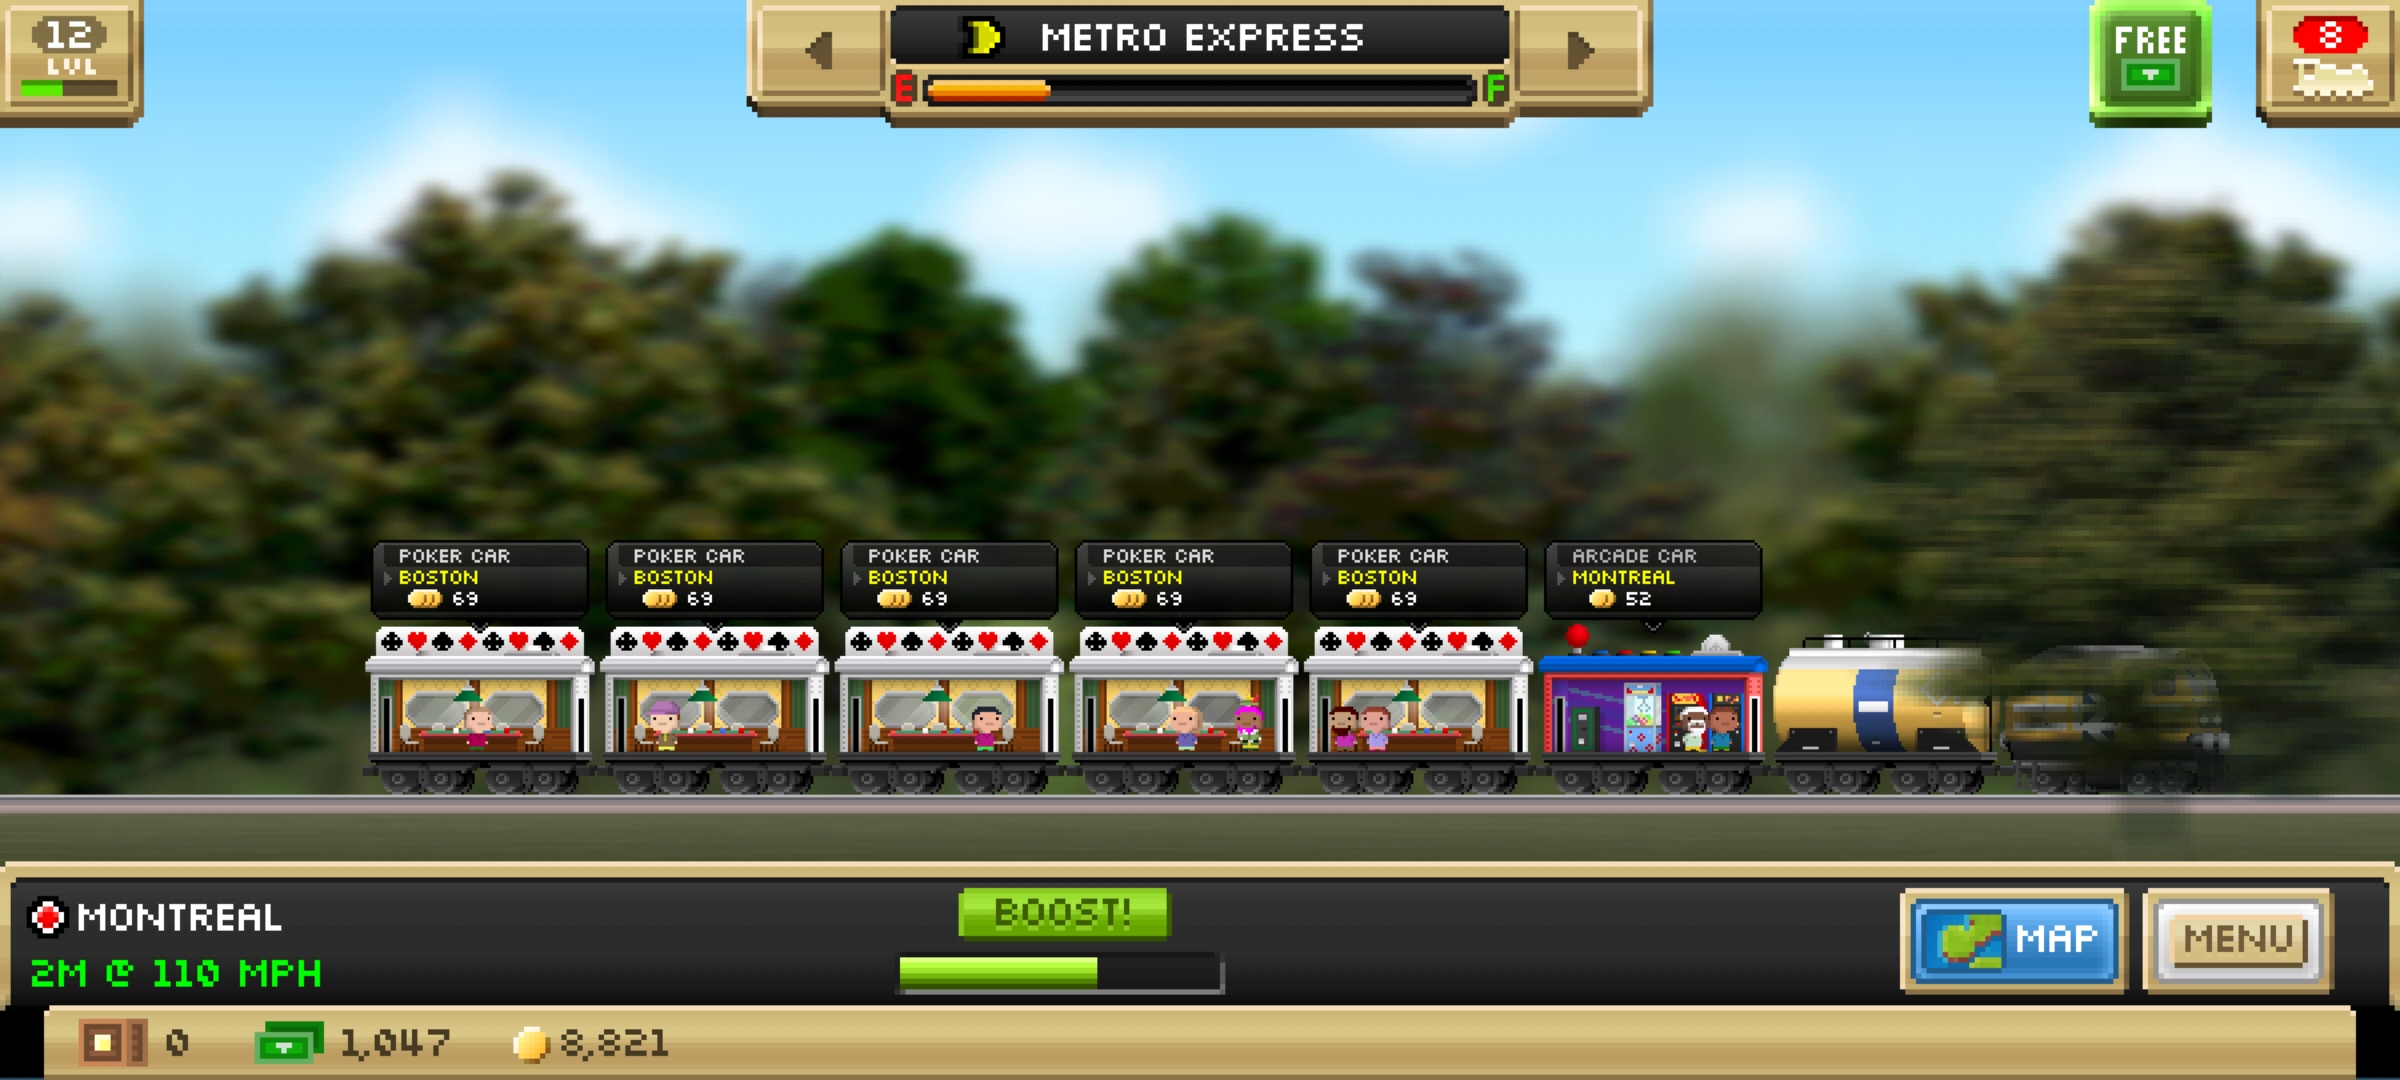 12
LVL
METRO EXPRESS
E F
FREE
8
POKER CAR
BOSTON
69
POKER CAR
BOSTON
69
POKER CAR
BOSTON
69
POKER CAR
BOSTON
69
POKER CAR
BOSTON
69
ARCADE CAR
MONTREAL
52
MONTREAL
2M @ 110 MPH
BOOST!
MAP
MENU
0
1,047
8,821